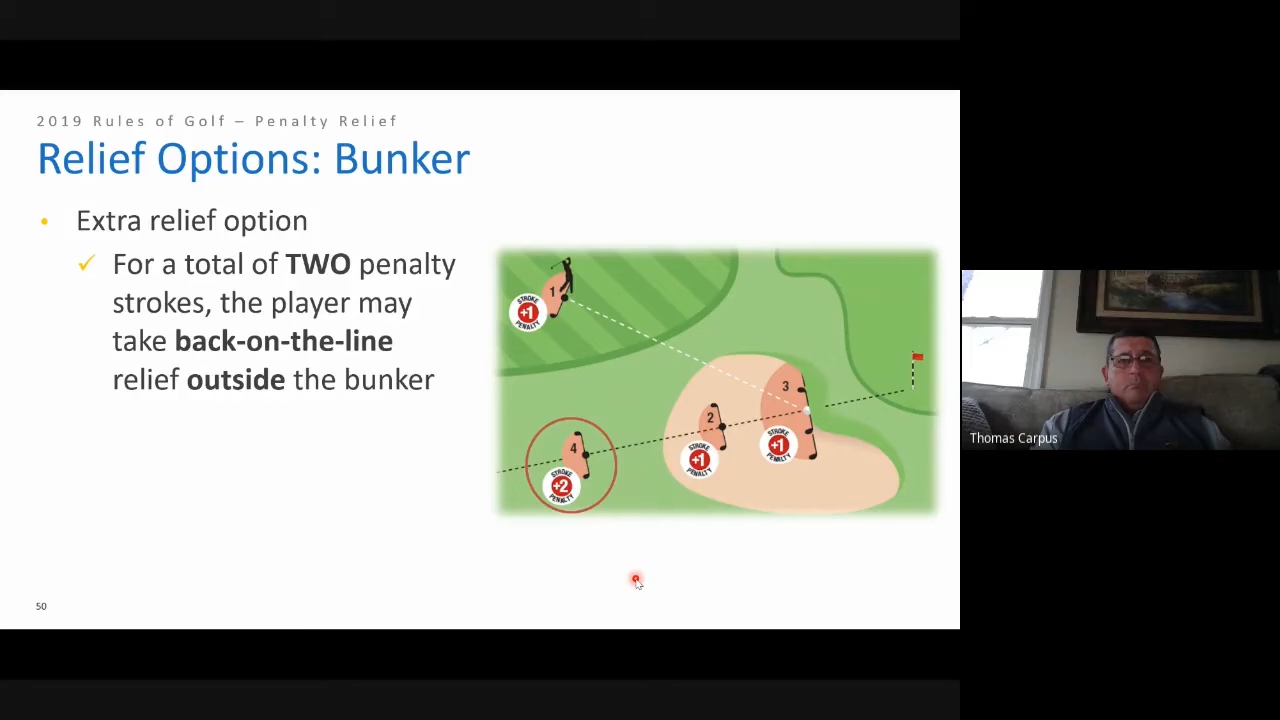 2019 Rules of Golf – Penalty Relief
Relief Options: Bunker
• Extra relief option
✓ For a total of TWO penalty
strokes, the player may
take back-on-the-line
relief outside the bunker
1
STROKE
+1
PENALTY
2
STROKE
+1
PENALTY
3
STROKE
+1
PENALTY
4
STROKE
+2
PENALTY
50
Thomas Carpus